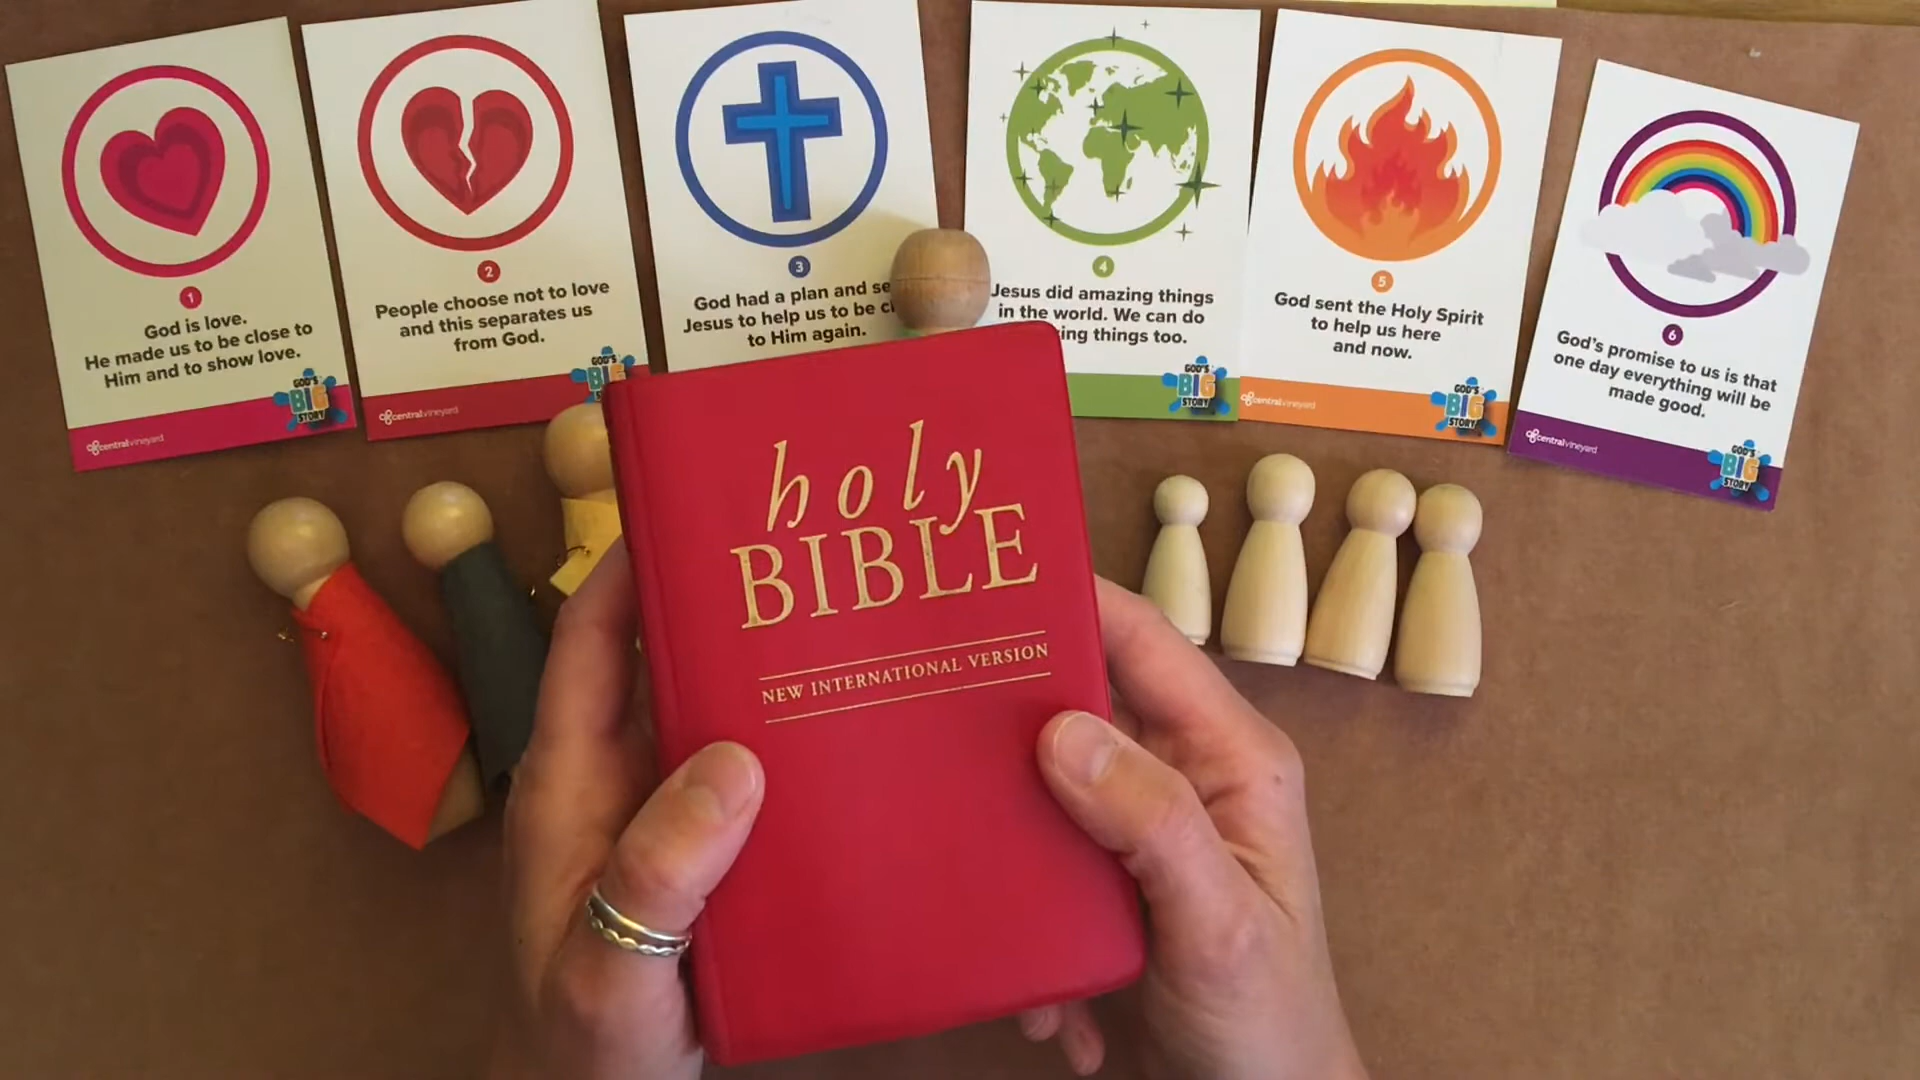 1
God is love.
He made us to be close to
Him and to show love.
centralvineyard
GOD'S
BIG
STORY
2
People choose not to love
and this separates us
from God.
centralvineyard
GOD'S
BIG
3
God had a plan and
Jesus to help us to be
to Him again.
4
Jesus did amazing things
in the world. We can do
things too.
GOD'S
BIG
STORY
5
God sent the Holy Spirit
to help us here
and now.
centralvineyard
GOD'S
BIG
STORY
6
God's promise to us is that
one day everything will be
made good.
centralvineyard
GOD'S
BIG
STORY
holy
BIBLE
NEW INTERNATIONAL VERSION